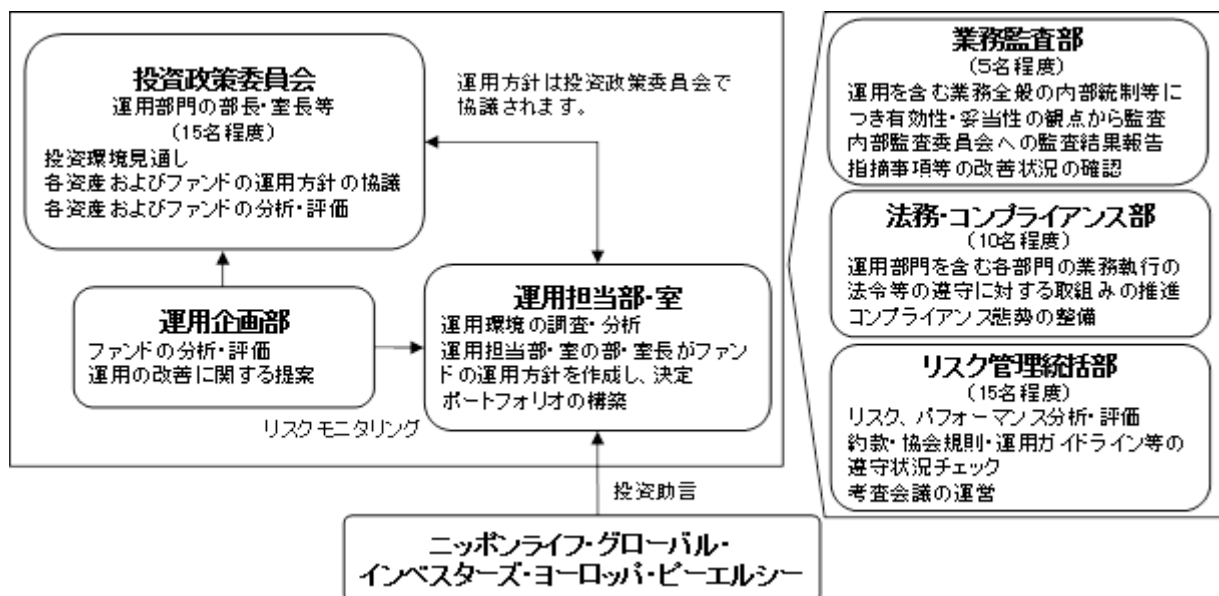 投資政策委員会
運用部門の部長・室長等
(15名程度)
投資環境見通し
各資産およびファンドの運用方針の協議
各資産およびファンドの分析・評価
運用方針は投資政策委員会で
協議されます。
運用企画部
ファンドの分析・評価
運用の改善に関する提案
リスクモニタリング
運用担当部・室
運用環境の調査・分析
運用担当部・室の部・室長がファン
ドの運用方針を作成し、決定
ポートフォリオの構築
投資助言
ニッポンライフ・グローバル・
インベスターズ・ヨーロッパ・ピーエルシー
業務監査部
(5名程度)
運用を含む業務全般の内部統制等に
つき有効性・妥当性の観点から監査
内部監査委員会への監査結果報告
指摘事項等の改善状況の確認
法務・コンプライアンス部
(10名程度)
運用部門を含む各部門の業務執行の
法令等の遵守に対する取組みの推進
コンプライアンス態勢の整備
リスク管理統括部
(15名程度)
リスク、パフォーマンス分析・評価
約款・協会規則・運用ガイドライン等の
遵守状況チェック
考査会議の運営